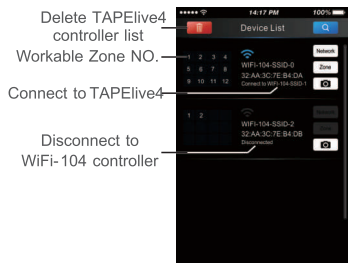 Delete TAPElive4
controller list
Workable Zone NO.
Connect to TAPElive4
Disconnect to
WiFi-104 controller
14:17 PM
100%
Device List
1 2 3 4
5 6 7 8
9 10 11 12
WIFI-104-SSID-0
32:AA:3C:7E:B4:DA
Connect to WIFI-104-SSID-1
Network
Zone
1 2
WIFI-104-SSID-2
32:AA:3C:7E:B4:DB
Disconnected
Network
Zone